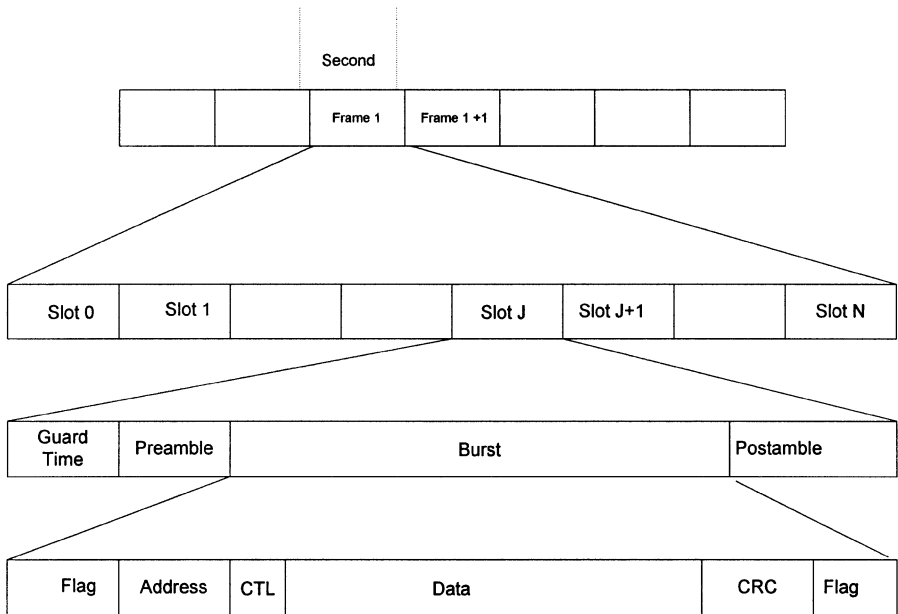 Second
Frame 1
Frame 1 +1
Slot 0
Slot 1
Slot J
Slot J+1
Slot N
Guard
Time
Preamble
Burst
Postamble
Flag
Address
CTL
Data
CRC
Flag